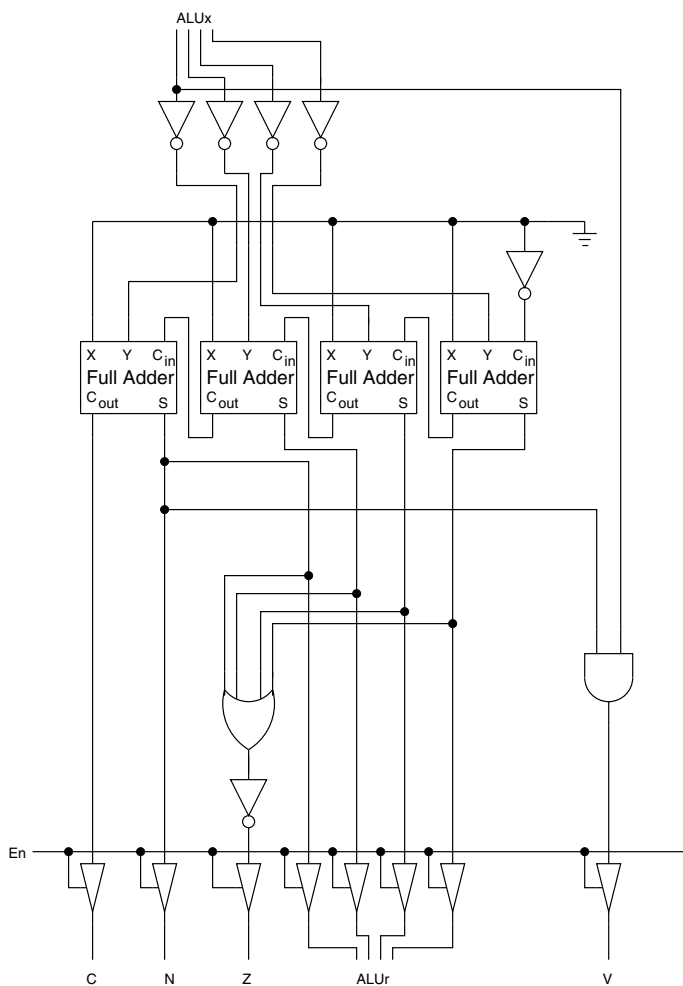 ALUx
X Y Cin X Y Cin X Y Cin X Y Cin
Full Adder Full Adder Full Adder Full Adder
Cout S Cout S Cout S Cout S
En
C N Z ALUr V